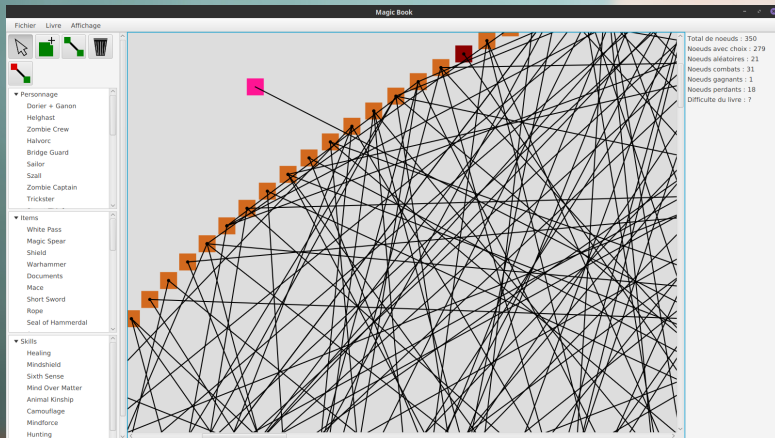 Magic Book
Fichier Livre Affichage
Personnage
Dorier + Ganon
Helghast
Zombie Crew
Halvorc
Bridge Guard
Sailor
Szall
Zombie Captain
Trickster
Items
White Pass
Magic Spear
Shield
Warhammer
Documents
Mace
Short Sword
Rope
Seal of Hammerdal
Skills
Healing
Mindshield
Sixth Sense
Mind Over Matter
Animal Kinship
Camouflage
Mindforce
Hunting
Total de noeuds : 350
Noeuds avec choix : 279
Noeuds aléatoires : 21
Noeuds combats : 31
Noeuds gagnants : 1
Noeuds perdants : 18
Difficulte du livre : ?